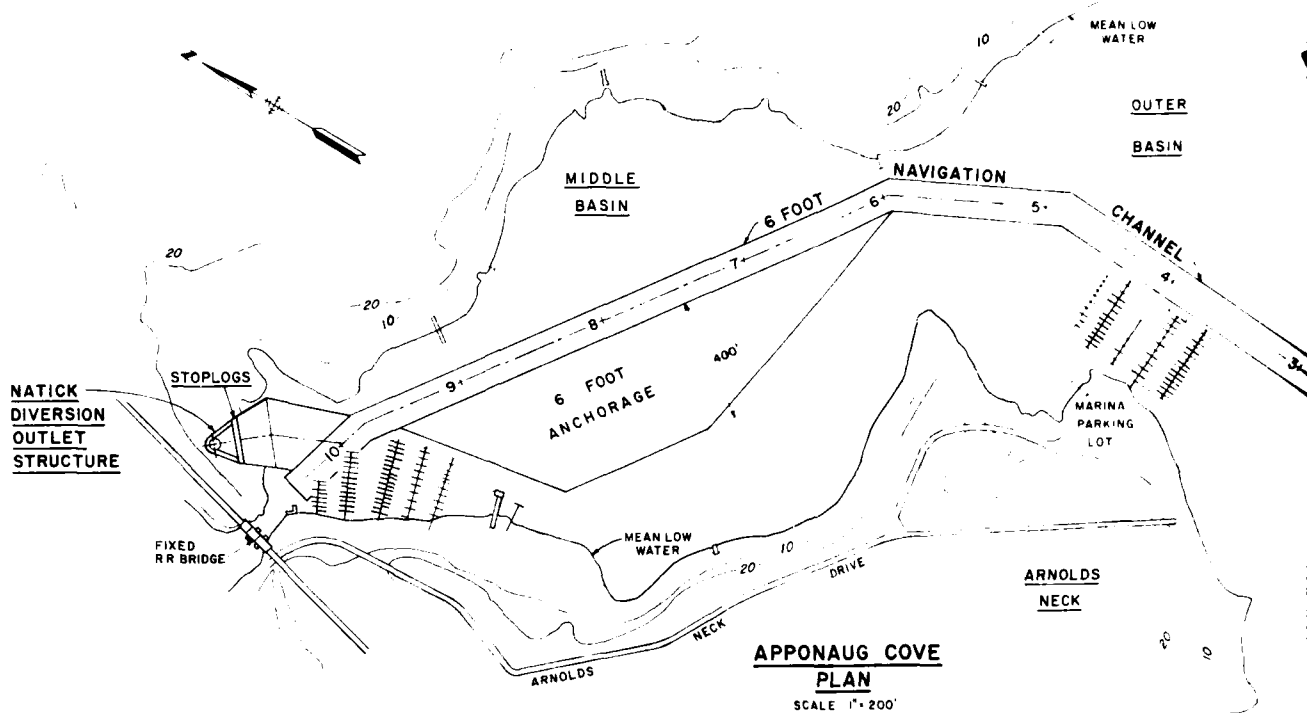 MEAN LOW
WATER
10
20
OUTER
BASIN
N
MIDDLE
BASIN
NAVIGATION
6 FOOT
6+
5+
CHANNEL
4+
3+
7+
8+
9+
10+
20
20
10
400'
6 FOOT
ANCHORAGE
STOPLOGS
NATICK
DIVERSION
OUTLET
STRUCTURE
MARINA
PARKING
LOT
FIXED
RR BRIDGE
MEAN LOW
WATER
20
10
ARNOLDS
NECK
DRIVE
ARNOLDS
NECK
20
10
APPONAUG COVE
PLAN
SCALE 1" = 200'